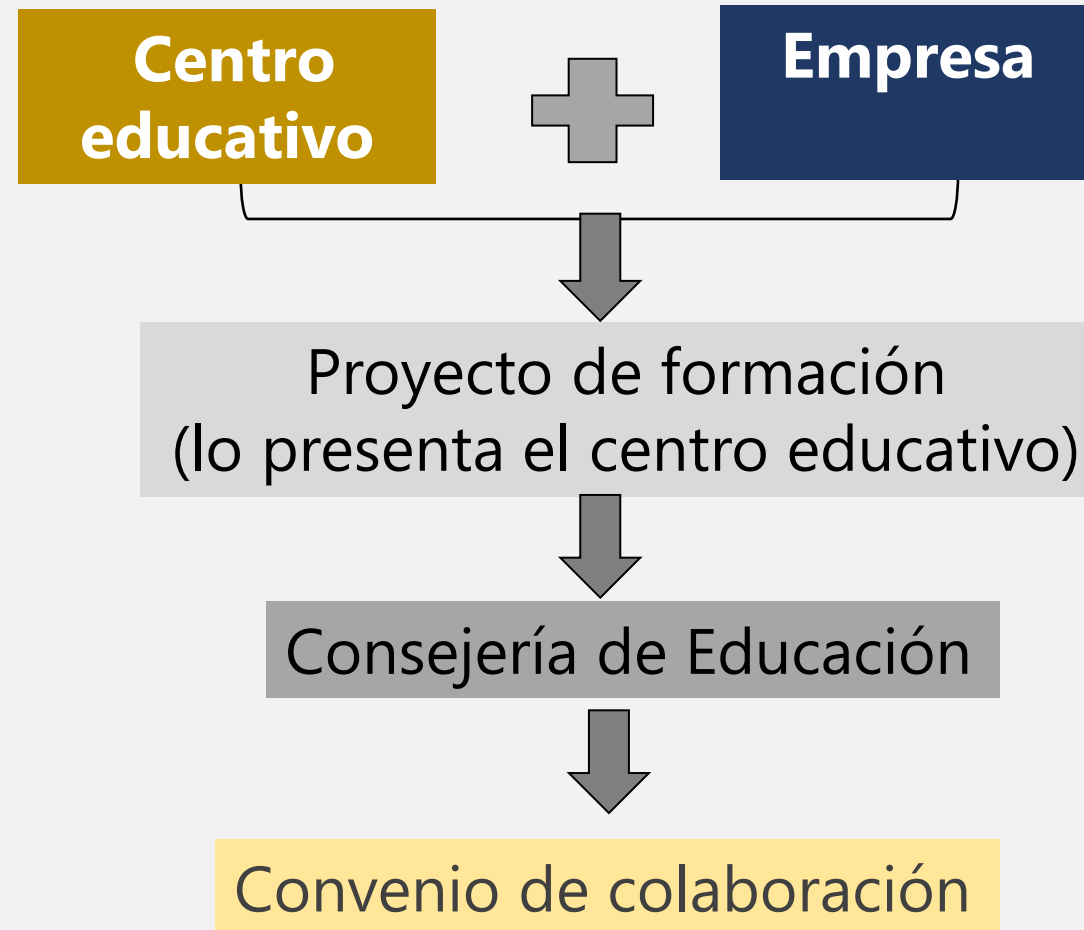 Centro
educativo
Empresa
Proyecto de formación
(lo presenta el centro educativo)
Consejería de Educación
Convenio de colaboración